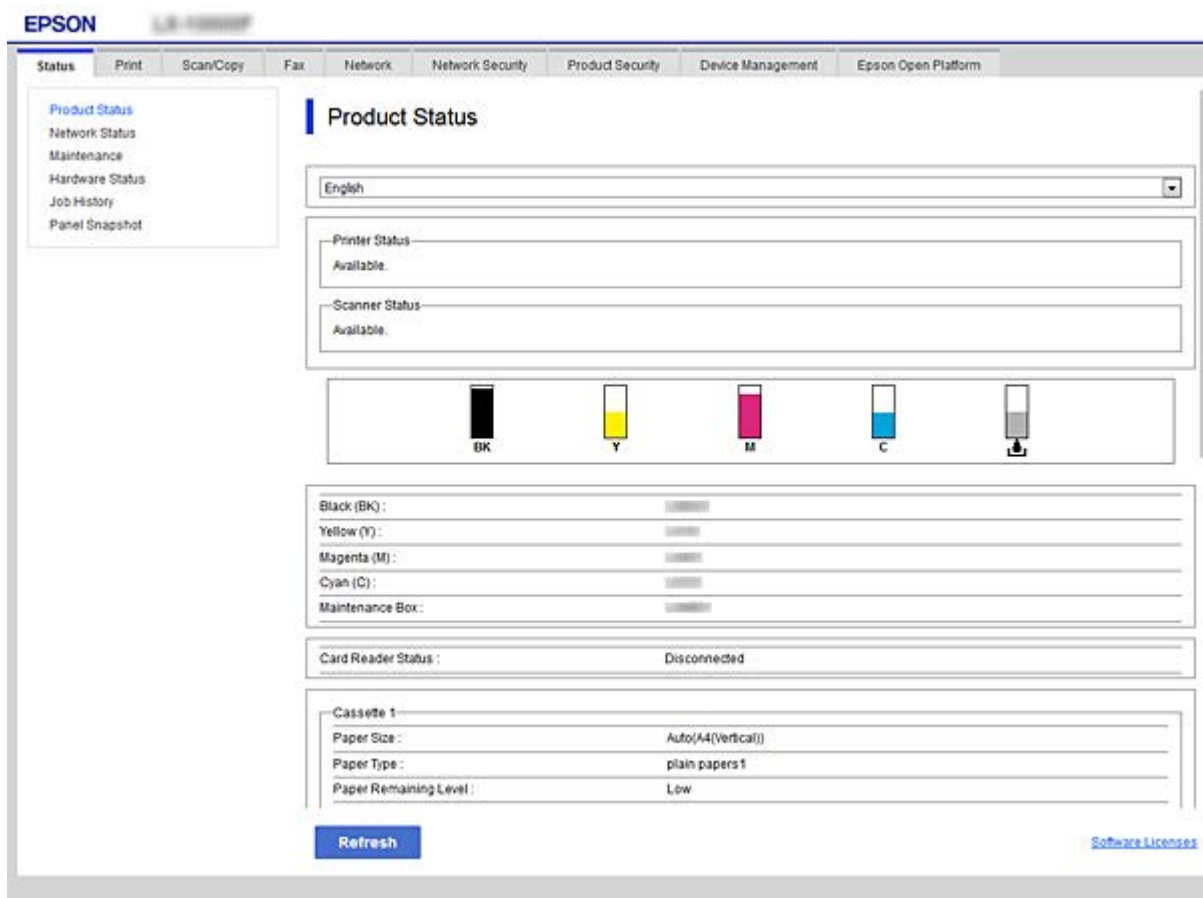 EPSON
Status Print Scan/Copy Fax Network Network Security Product Security Device Management Epson Open Platform
Product Status
Network Status
Maintenance
Hardware Status
Job History
Panel Snapshot
Product Status
English
Printer Status
Available.
Scanner Status
Available.
BK Y M C
Black (BK) :
Yellow (Y) :
Magenta (M) :
Cyan (C) :
Maintenance Box :
Card Reader Status : Disconnected
Cassette 1
Paper Size : Auto(A4(Vertical))
Paper Type : plain papers1
Paper Remaining Level : Low
Refresh
Software Licenses